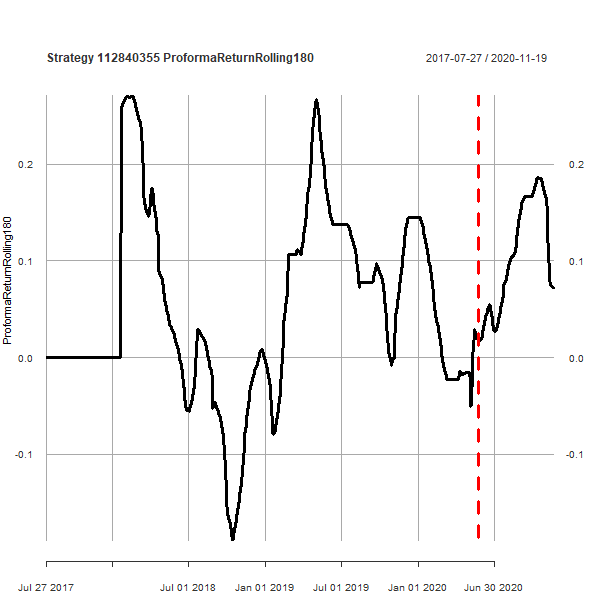 Strategy 112840355 ProformaReturnRolling180
2017-07-27 / 2020-11-19
ProformaReturnRolling180
0.2
0.2
0.1
0.1
0.0
0.0
-0.1
-0.1
Jul 27 2017
Jul 01 2018
Jan 01 2019
Jul 01 2019
Jan 01 2020
Jun 30 2020